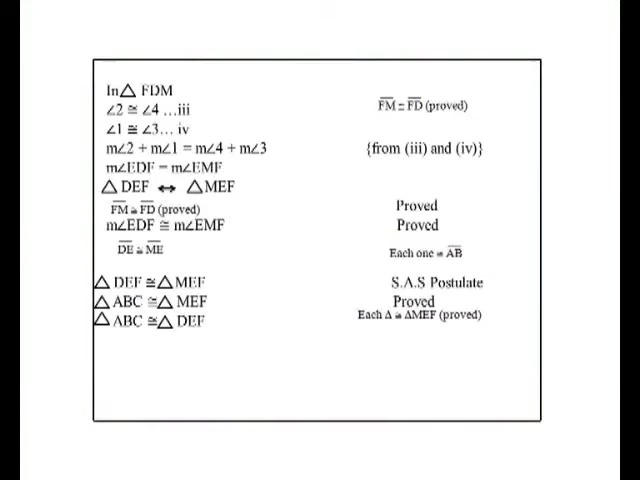 In △ FDM
∠2 ≅ ∠4 ...iii FM ≅ FD (proved)
∠1 ≅ ∠3... iv
m∠2 + m∠1 = m∠4 + m∠3 {from (iii) and (iv)}
m∠EDF = m∠EMF
△ DEF ↔ △ MEF
FM ≅ FD (proved) Proved
m∠EDF ≅ m∠EMF Proved
DE ≅ ME Each one ≅ AB
△ DEF ≅ △ MEF S.A.S Postulate
△ ABC ≅ △ MEF Proved
△ ABC ≅ △ DEF Each Δ ≅ ΔMEF (proved)